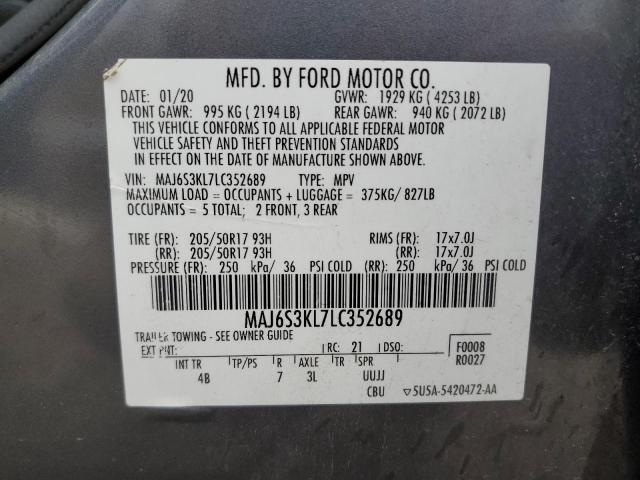 MFD. BY FORD MOTOR CO.
DATE: 01/20 GVWR: 1929 KG ( 4253 LB)
FRONT GAWR: 995 KG ( 2194 LB) REAR GAWR: 940 KG ( 2072 LB)
THIS VEHICLE CONFORMS TO ALL APPLICABLE FEDERAL MOTOR
VEHICLE SAFETY AND THEFT PREVENTION STANDARDS
IN EFFECT ON THE DATE OF MANUFACTURE SHOWN ABOVE.
VIN: MAJ6S3KL7LC352689 TYPE: MPV
MAXIMUM LOAD = OCCUPANTS + LUGGAGE = 375KG/ 827LB
OCCUPANTS = 5 TOTAL; 2 FRONT, 3 REAR
TIRE (FR): 205/50R17 93H RIMS (FR): 17x7.0J
(RR): 205/50R17 93H (RR): 17x7.0J
PRESSURE (FR): 250 kPa/ 36 PSI COLD (RR): 250 kPa/ 36 PSI COLD
MAJ6S3KL7LC352689
TRAILER TOWING - SEE OWNER GUIDE
EXT PNT: RC: 21 DSO: F0008
INT TR TP/PS R AXLE TR SPR R0027
4B 7 3L UUJJ
CBU 5U5A-5420472-AA